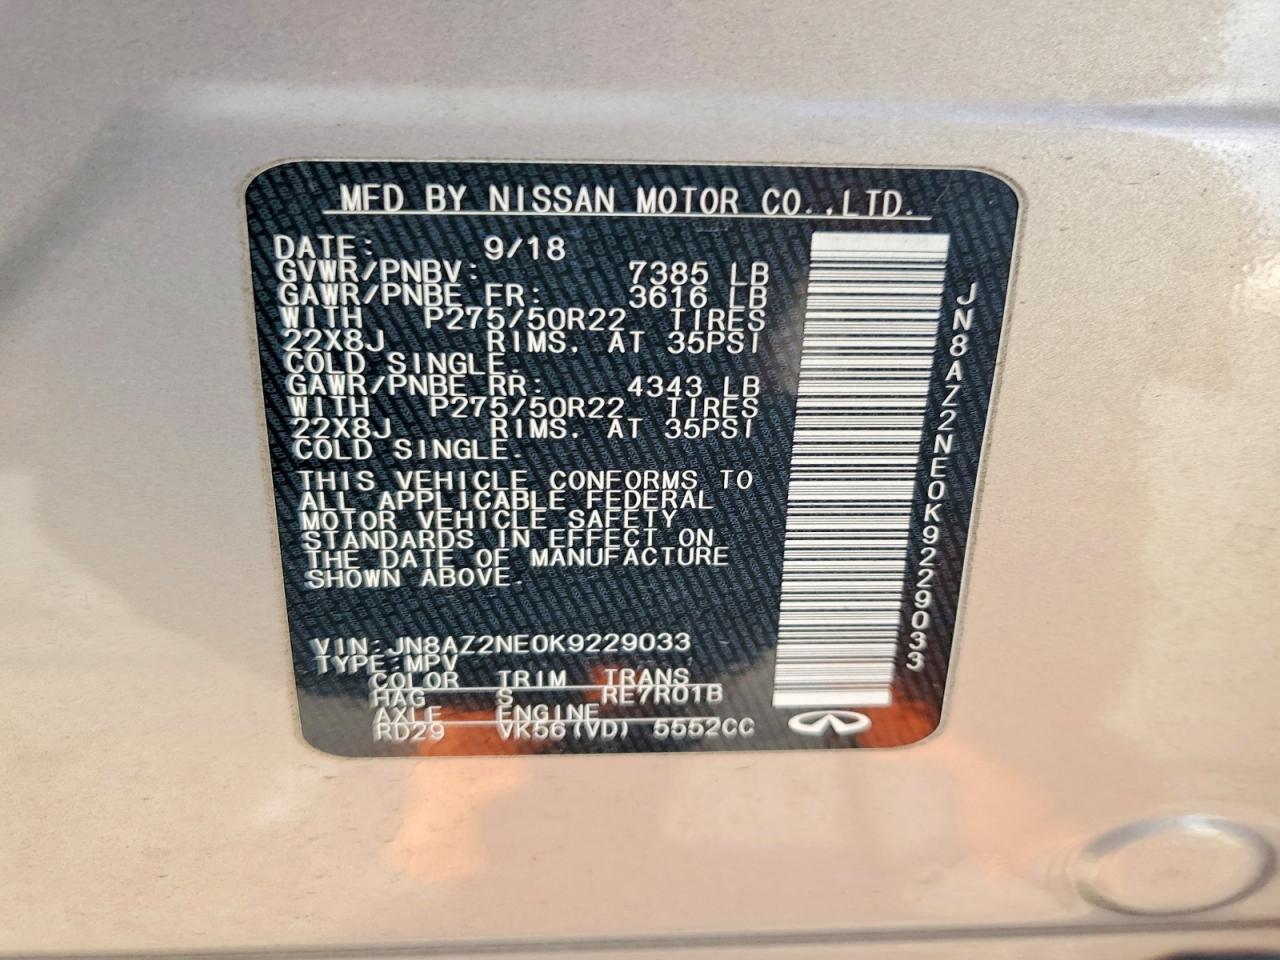 MFD BY NISSAN MOTOR CO.,LTD.
DATE: 9/18
GVWR/PNBV: 7385 LB
GAWR/PNBE FR: 3616 LB
WITH P275/50R22 TIRES
22X8J RIMS. AT 35PSI
COLD SINGLE.
GAWR/PNBE RR: 4343 LB
WITH P275/50R22 TIRES
22X8J RIMS. AT 35PSI
COLD SINGLE.
THIS VEHICLE CONFORMS TO
ALL APPLICABLE FEDERAL
MOTOR VEHICLE SAFETY
STANDARDS IN EFFECT ON
THE DATE OF MANUFACTURE
SHOWN ABOVE.
VIN:JN8AZ2NE0K9229033
TYPE:MPV
COLOR TRIM TRANS
HAG S RE7R01B
AXLE ENGINE
RD29 VK56(VD) 5552CC
JN8AZ2NE0K9229033